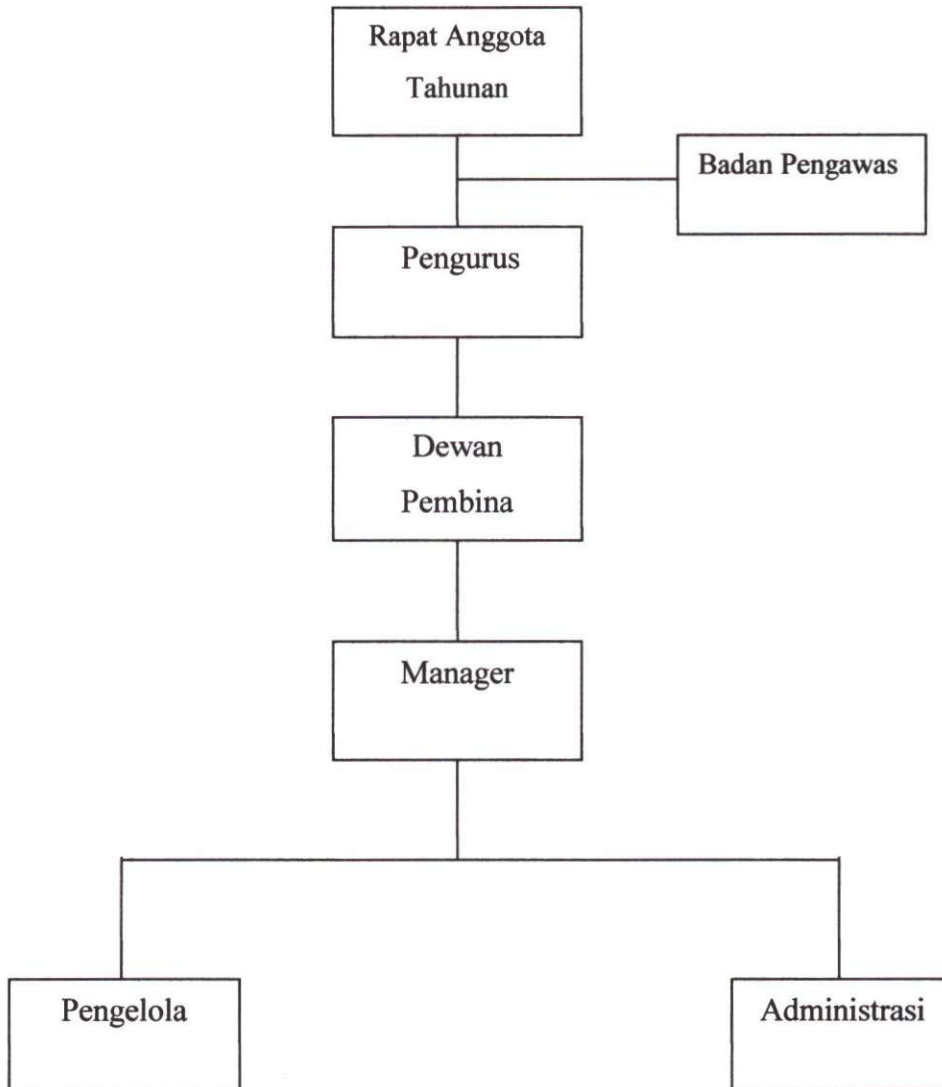 Rapat Anggota
Tahunan
Badan Pengawas
Pengurus
Dewan
Pembina
Manager
Pengelola
Administrasi